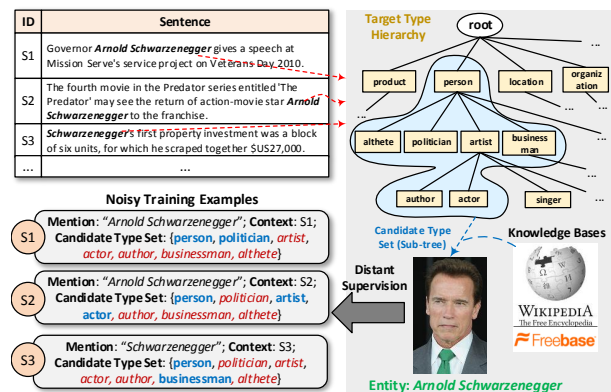 ID Sentence
S1 Governor Arnold Schwarzenegger gives a speech at
Mission Serve's service project on Veterans Day 2010.
S2 The fourth movie in the Predator series entitled 'The
Predator' may see the return of action-movie star Arnold
Schwarzenegger to the franchise.
S3 Schwarzenegger's first property investment was a block
of six units, for which he scraped together $US27,000.
... ...
Noisy Training Examples
S1
Mention: “Arnold Schwarzenegger”; Context: S1;
Candidate Type Set: {person, politician, artist,
actor, author, businessman, althete}
S2
Mention: “Arnold Schwarzenegger”; Context: S2;
Candidate Type Set: {person, politician, artist,
actor, author, businessman, althete}
S3
Mention: “Schwarzenegger”; Context: S3;
Candidate Type Set: {person, politician, artist,
actor, author, businessman, althete}
Target Type
Hierarchy
root
...
product person location organiz
ation
... ...
althete politician artist business
man
...
author actor singer ...
Candidate Type
Set (Sub-tree)
Knowledge Bases
Distant
Supervision
WIKIPEDIA
The Free Encyclopedia
Freebase
Entity: Arnold Schwarzenegger